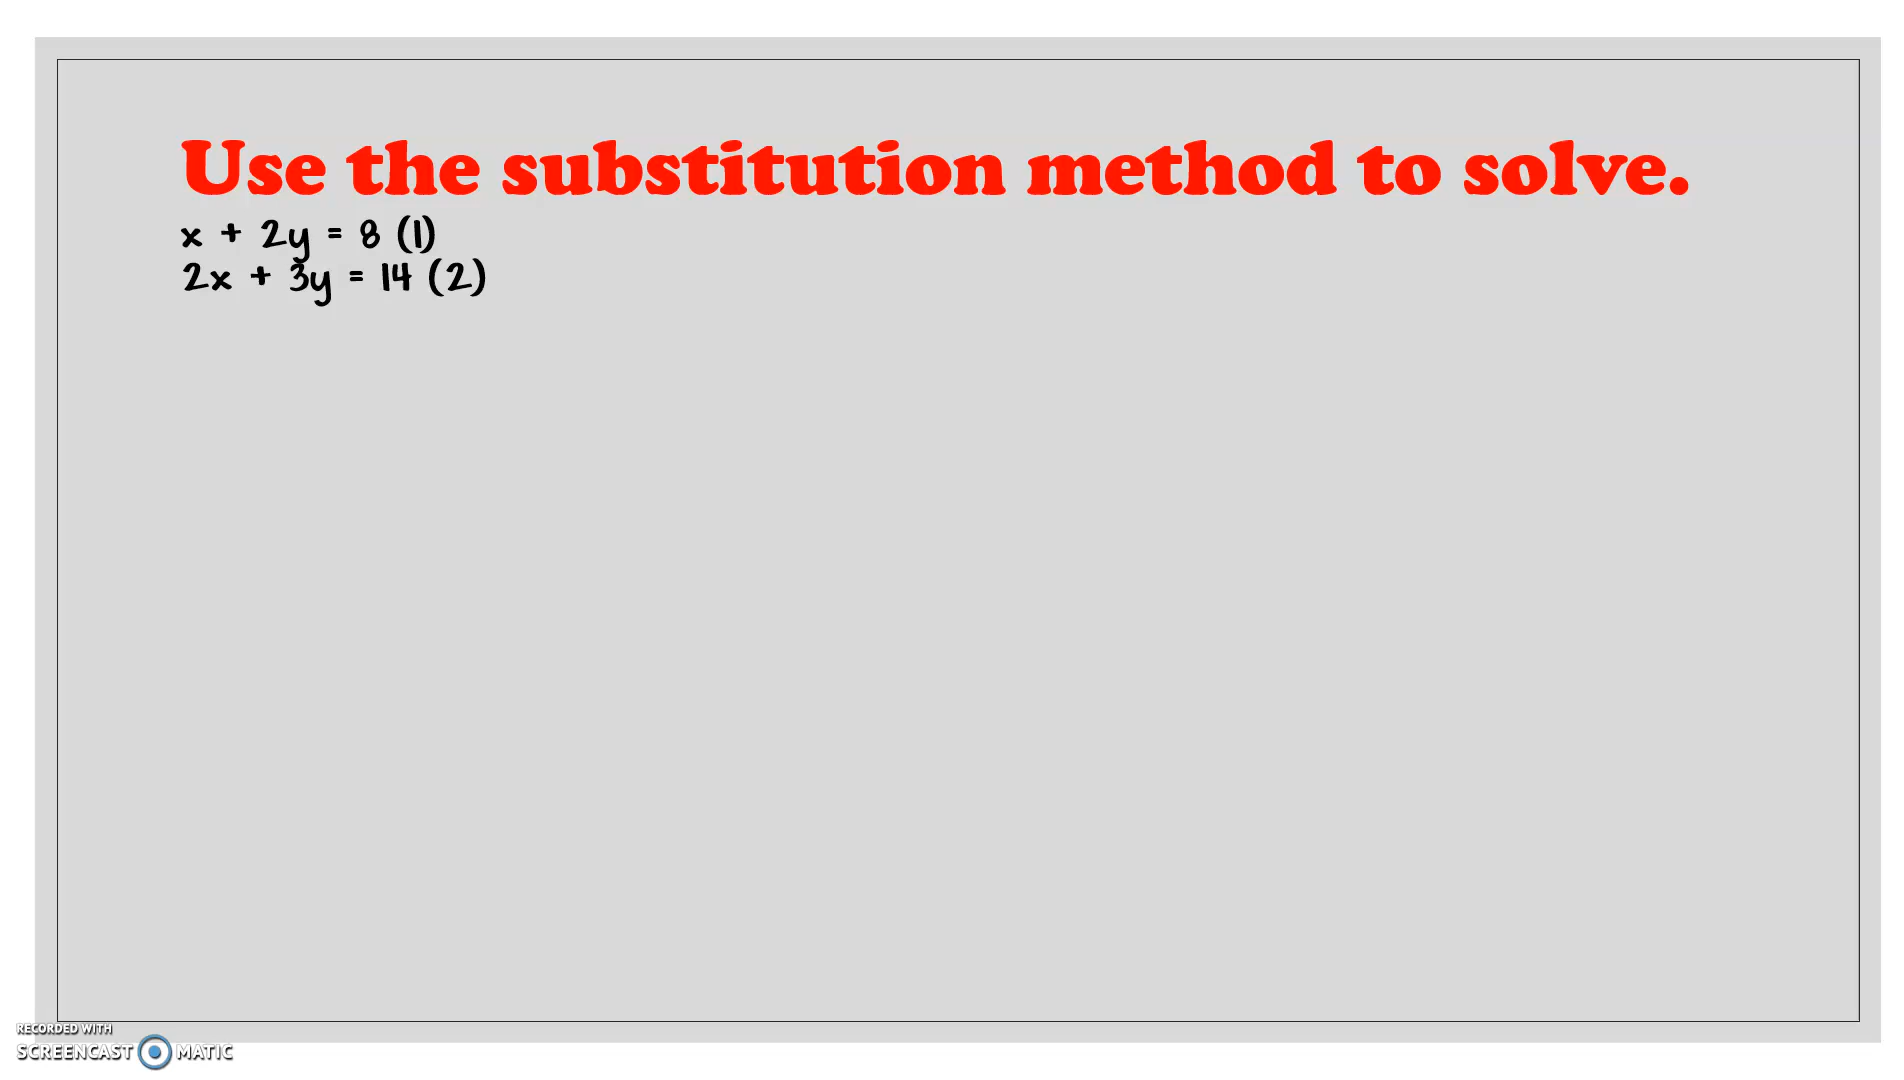 Use the substitution method to solve.
x + 2y = 8 (1)
2x + 3y = 14 (2)
RECORDED WITH
SCREENCAST MATIC